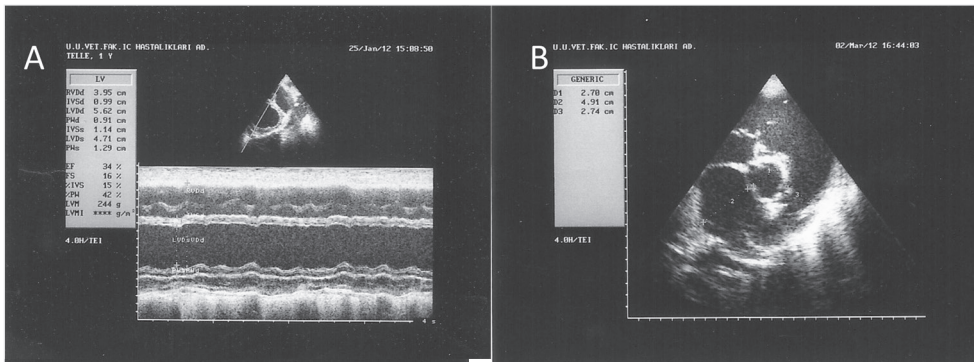 A
U.U.VET.FAK.IC HASTALIKLARI AD.
TELLE, 1 Y
25/Jan/12 15:08:50
LV
RVDd 3.95 cm
IVSd 0.99 cm
LVDd 5.62 cm
PWd 0.91 cm
IVSs 1.14 cm
LVDs 4.71 cm
PWs 1.29 cm
EF 34 %
FS 16 %
%IVS 15 %
%PW 42 %
LVM 244 g
LVMI **** g/m²
4.0H/TEI
4 s
B
U.U.VET.FAK.IC HASTALIKLARI AD.
02/Mar/12 16:44:03
GENERIC
D1 2.70 cm
D2 4.91 cm
D3 2.74 cm
4.0H/TEI
2
3